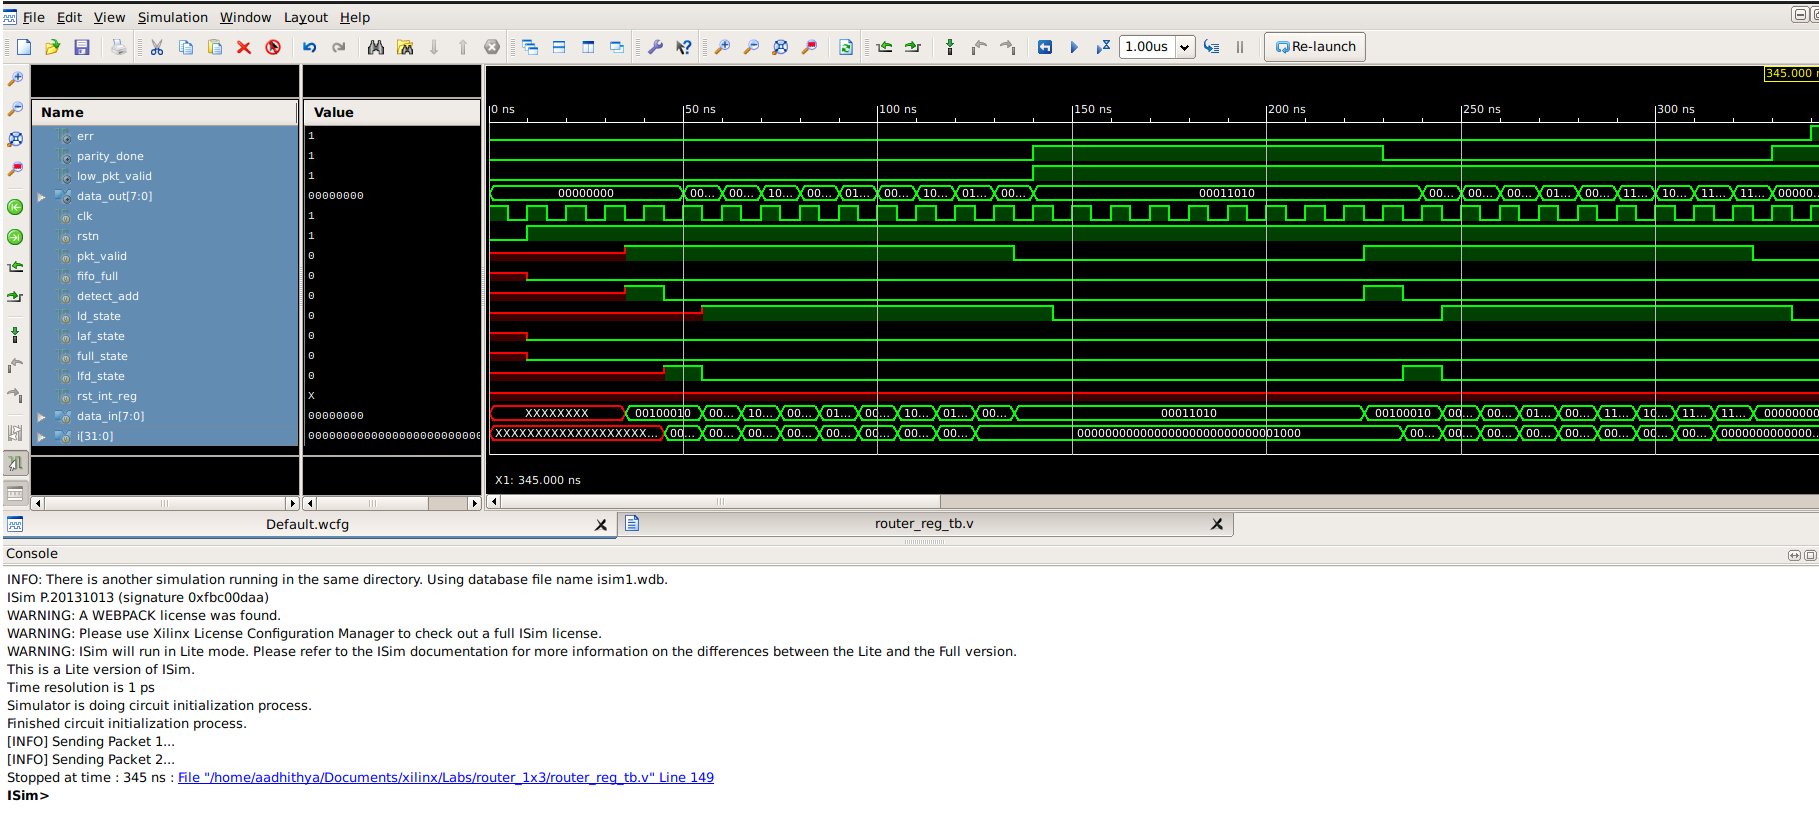 File Edit View Simulation Window Layout Help
1.00us Re-launch
345.000 n
Name Value
0 ns 50 ns 100 ns 150 ns 200 ns 250 ns 300 ns
err 1
parity_done 1
low_pkt_valid 1
data_out[7:0] 00000000 00000000 00... 00... 10... 00... 01... 00... 10... 01... 00... 00011010 00... 00... 00... 01... 00... 11... 10... 11... 11... 00000...
clk 1
rstn 1
pkt_valid 0
fifo_full 0
detect_add 0
ld_state 0
laf_state 0
full_state 0
lfd_state 0
rst_int_reg X
data_in[7:0] 00000000 XXXXXXXX 00100010 00... 10... 00... 01... 00... 10... 01... 00... 00011010 00100010 00... 00... 01... 00... 11... 10... 11... 11... 00000000
i[31:0] 00000000000000000000000000 XXXXXXXXXXXXXXXXXXX... 00... 00... 00... 00... 00... 00... 00... 00... 00000000000000000000000000001000 00... 00... 00... 00... 00... 00... 00... 00... 0000000000000...
X1: 345.000 ns
Default.wcfg router_reg_tb.v
Console
INFO: There is another simulation running in the same directory. Using database file name isim1.wdb.
ISim P.20131013 (signature 0xfbc00daa)
WARNING: A WEBPACK license was found.
WARNING: Please use Xilinx License Configuration Manager to check out a full ISim license.
WARNING: ISim will run in Lite mode. Please refer to the ISim documentation for more information on the differences between the Lite and the Full version.
This is a Lite version of ISim.
Time resolution is 1 ps
Simulator is doing circuit initialization process.
Finished circuit initialization process.
[INFO] Sending Packet 1...
[INFO] Sending Packet 2...
Stopped at time : 345 ns : File "/home/aadhithya/Documents/xilinx/Labs/router_1x3/router_reg_tb.v" Line 149
ISim>